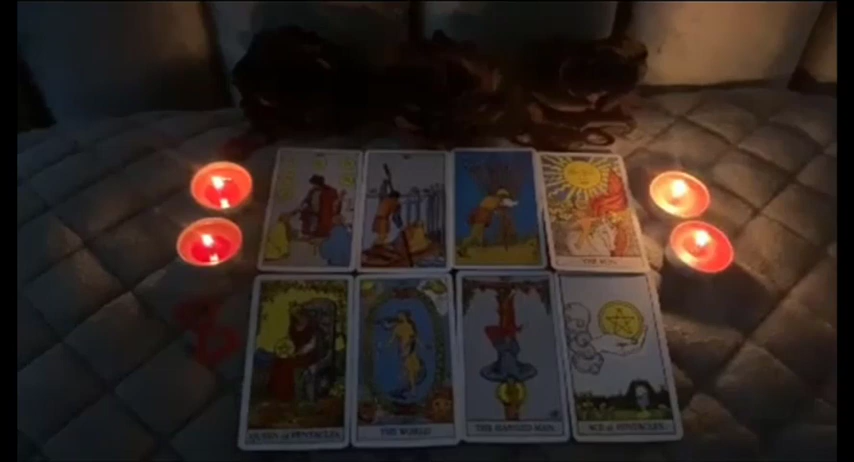 THE SUN
QUEEN of PENTACLES
THE WORLD
THE HANGED MAN
ACE of PENTACLES